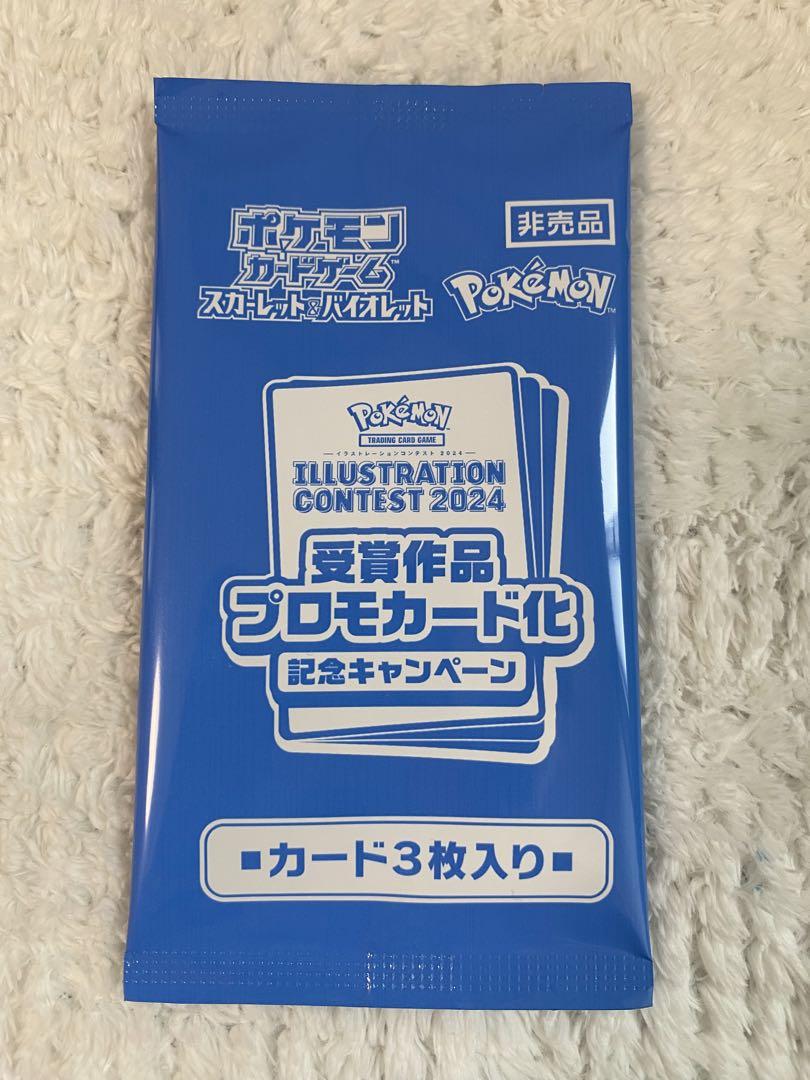 ポケモン
カードゲーム™
スカーレット&バイオレット
非売品
POKéMON™
POKéMON
TRADING CARD GAME
イラストレーションコンテスト 2024
ILLUSTRATION
CONTEST 2024
受賞作品
プロモカード化
記念キャンペーン
■カード3枚入り■